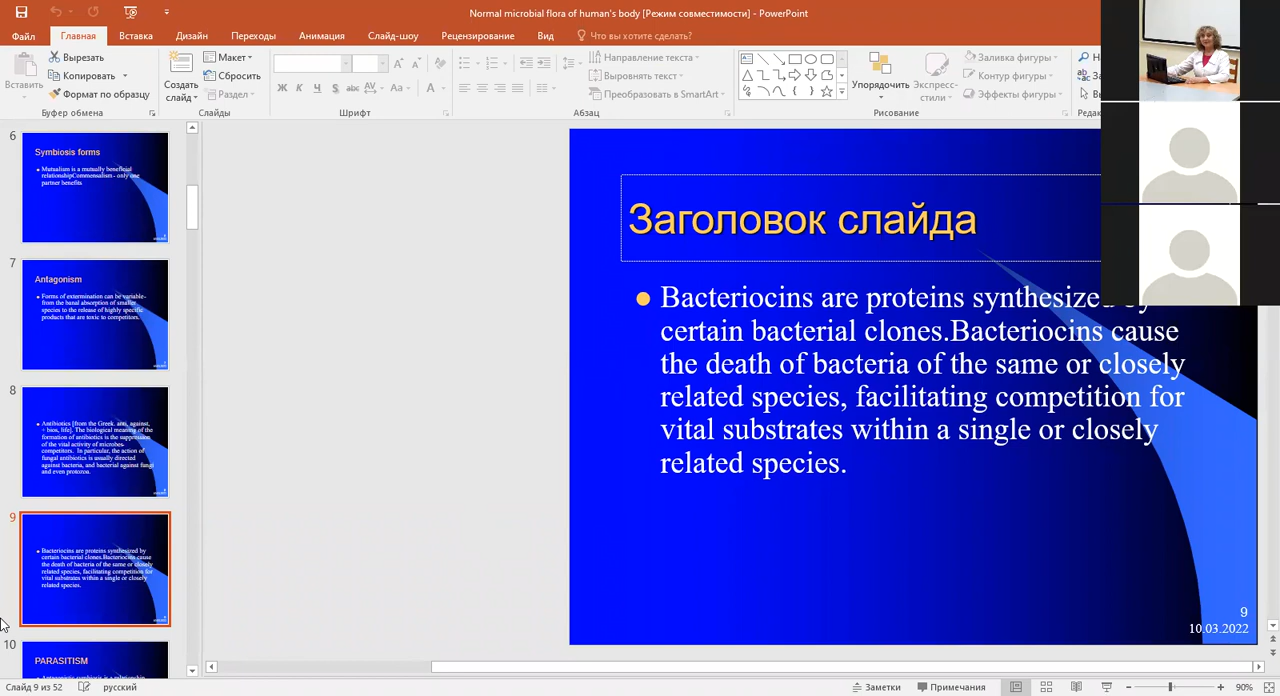 Normal microbial flora of human's body [Режим совместимости] - PowerPoint
Файл Главная Вставка Дизайн Переходы Анимация Слайд-шоу Рецензирование Вид Что вы хотите сделать?
Вставить
Вырезать
Копировать
Формат по образцу
Буфер обмена
Создать
слайд
Макет
Сбросить
Раздел
Слайды
Ж К Ч S abc AV Aa A
Шрифт
Направление текста
Выровнять текст
Преобразовать в SmartArt
Абзац
Упорядочить
Экспресс-
стили
Заливка фигуры
Контур фигуры
Эффекты фигуры
Рисование
6
Symbiosis forms
Mutualism is a mutually beneficial
relationshipCommensalism - only one
partner benefits
7
Antagonism
Forms of extermination can be variable-
from the banal absorption of smaller
species to the release of highly specific
products that are toxic to competitors.
8
Antibiotics [from the Greek. anti, against,
+ bios, life]. The biological meaning of the
formation of antibiotics is the suppression
of the vital activity of microbes-
competitors. In particular, the action of
fungal antibiotics is usually directed
against bacteria, and bacterial against fungi
and even protozoa.
9
Bacteriocins are proteins synthesized by
certain bacterial clones.Bacteriocins cause
the death of bacteria of the same or closely
related species, facilitating competition for
vital substrates within a single or closely
related species.
10
PARASITISM
Antagonistic symbiosis is a relationship
Заголовок слайда
Bacteriocins are proteins synthesized by
certain bacterial clones.Bacteriocins cause
the death of bacteria of the same or closely
related species, facilitating competition for
vital substrates within a single or closely
related species.
9
10.03.2022
Слайд 9 из 52 русский Заметки Примечания 90%